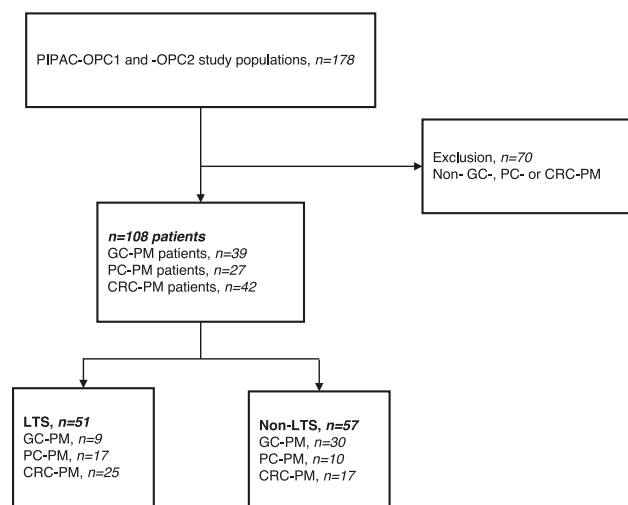 PIPAC-OPC1 and -OPC2 study populations, n=178
Exclusion, n=70
Non- GC-, PC- or CRC-PM
n=108 patients
GC-PM patients, n=39
PC-PM patients, n=27
CRC-PM patients, n=42
LTS, n=51
GC-PM, n=9
PC-PM, n=17
CRC-PM, n=25
Non-LTS, n=57
GC-PM, n=30
PC-PM, n=10
CRC-PM, n=17